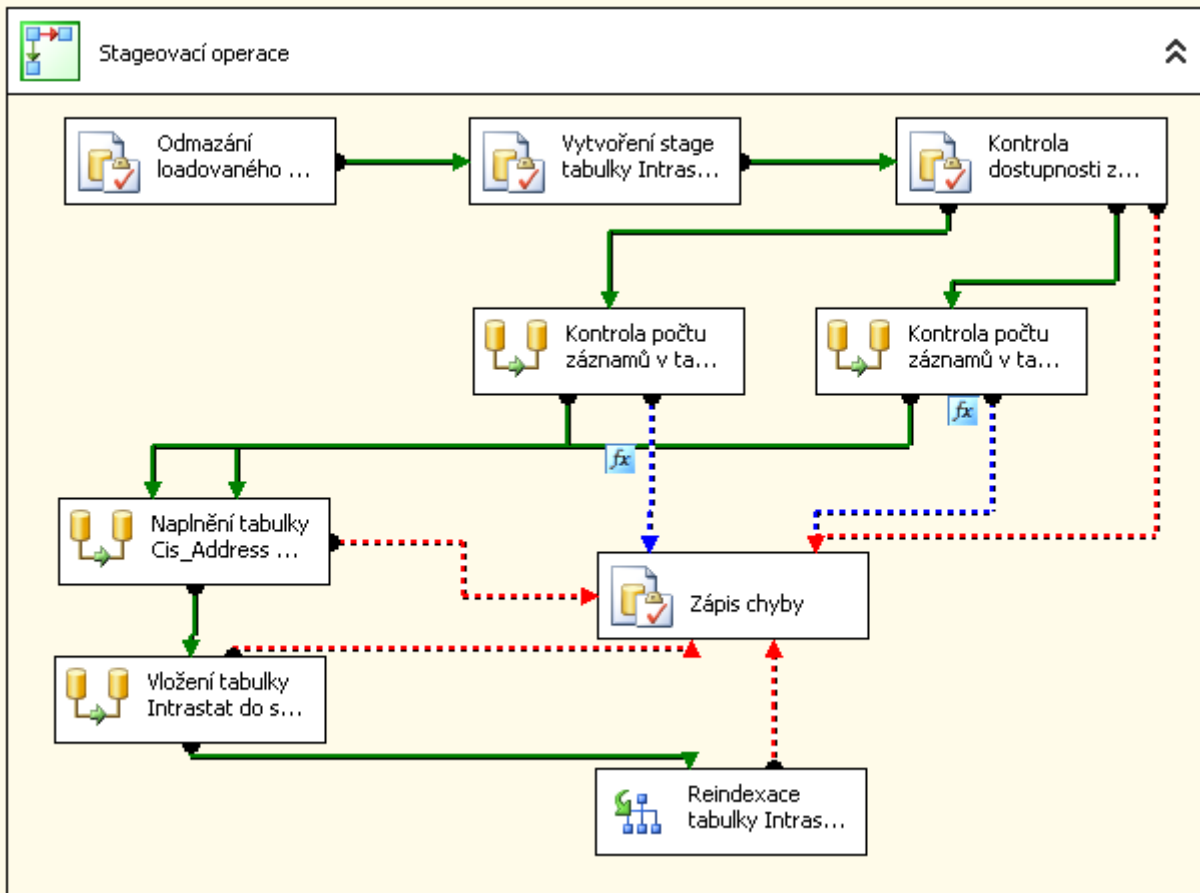 Stageovací operace
Odmazání
loadovaného ...
Vytvoření stage
tabulky Intras...
Kontrola
dostupnosti z...
Kontrola počtu
záznamů v ta...
Kontrola počtu
záznamů v ta...
fx
fx
Naplnění tabulky
Cis_Address ...
Zápis chyby
Vložení tabulky
Intrastat do s...
Reindexace
tabulky Intras...